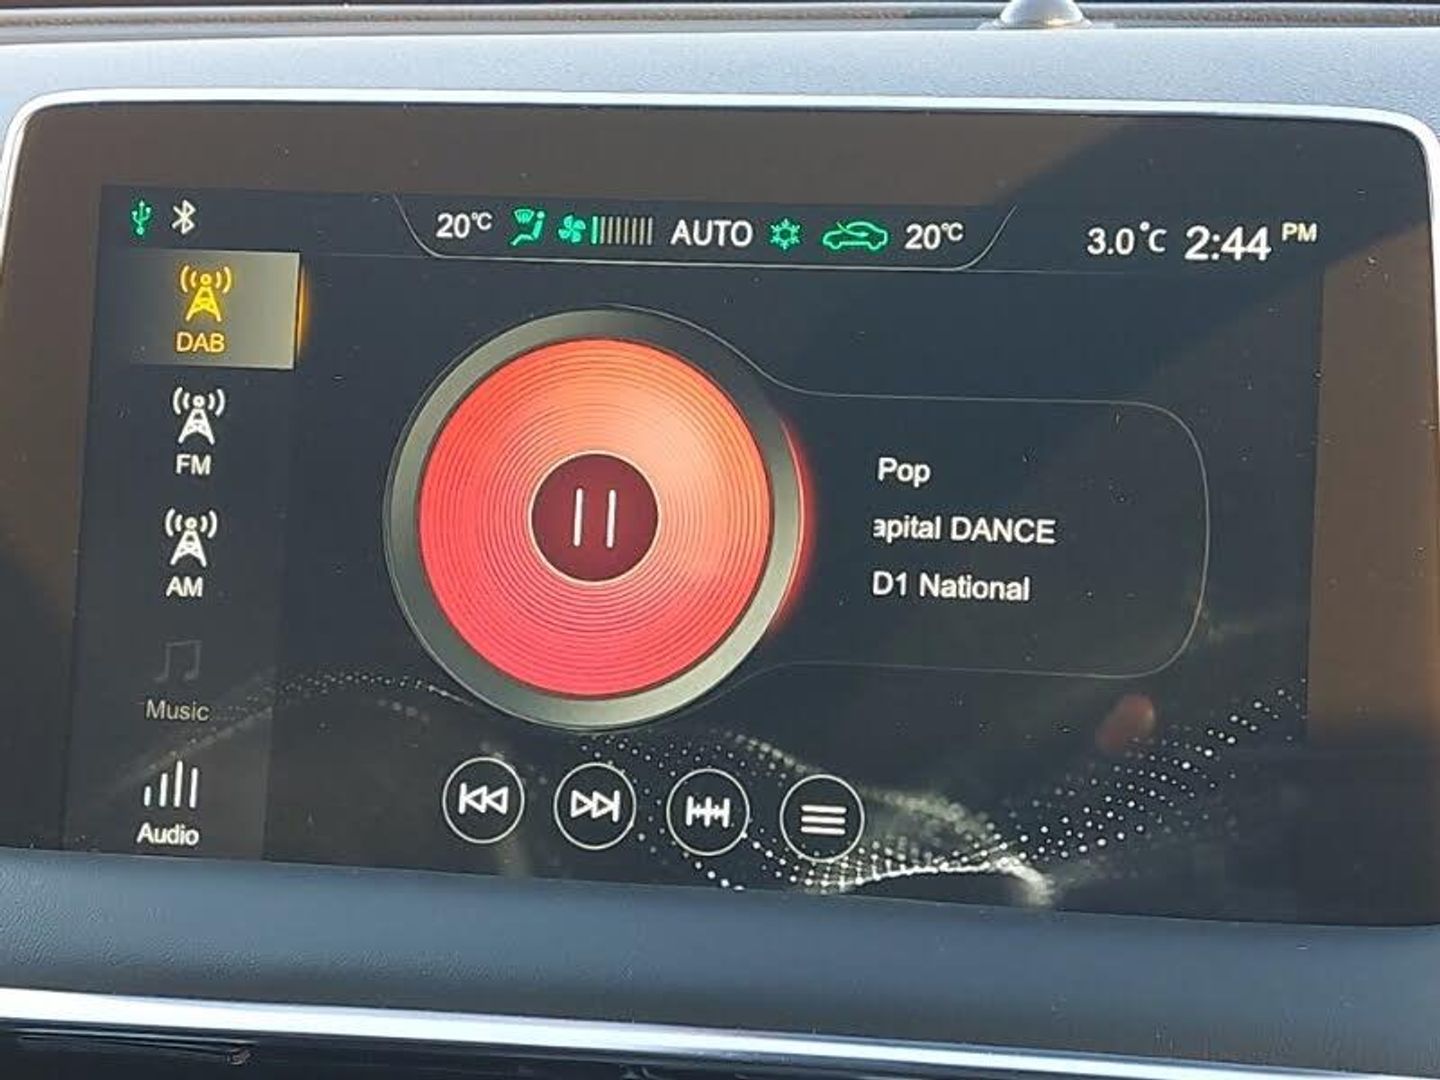 20℃ AUTO 20℃ 3.0℃ 2:44 PM
DAB
FM
AM
Music
Audio
Pop
apital DANCE
D1 National